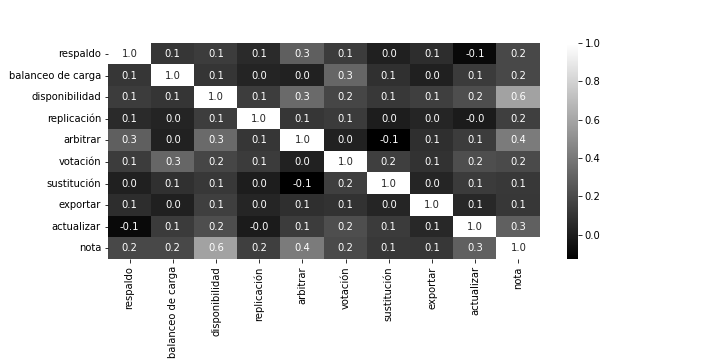 respaldo 1.0 0.1 0.1 0.1 0.3 0.1 0.0 0.1 -0.1 0.2
balanceo de carga 0.1 1.0 0.1 0.0 0.0 0.3 0.1 0.0 0.1 0.2
disponibilidad 0.1 0.1 1.0 0.1 0.3 0.2 0.1 0.1 0.2 0.6
replicación 0.1 0.0 0.1 1.0 0.1 0.1 0.0 0.0 -0.0 0.2
arbitrar 0.3 0.0 0.3 0.1 1.0 0.0 -0.1 0.1 0.1 0.4
votación 0.1 0.3 0.2 0.1 0.0 1.0 0.2 0.1 0.2 0.2
sustitución 0.0 0.1 0.1 0.0 -0.1 0.2 1.0 0.0 0.1 0.1
exportar 0.1 0.0 0.1 0.0 0.1 0.1 0.0 1.0 0.1 0.1
actualizar -0.1 0.1 0.2 -0.0 0.1 0.2 0.1 0.1 1.0 0.3
nota 0.2 0.2 0.6 0.2 0.4 0.2 0.1 0.1 0.3 1.0
respaldo
balanceo de carga
disponibilidad
replicación
arbitrar
votación
sustitución
exportar
actualizar
nota
1.0
0.8
0.6
0.4
0.2
0.0